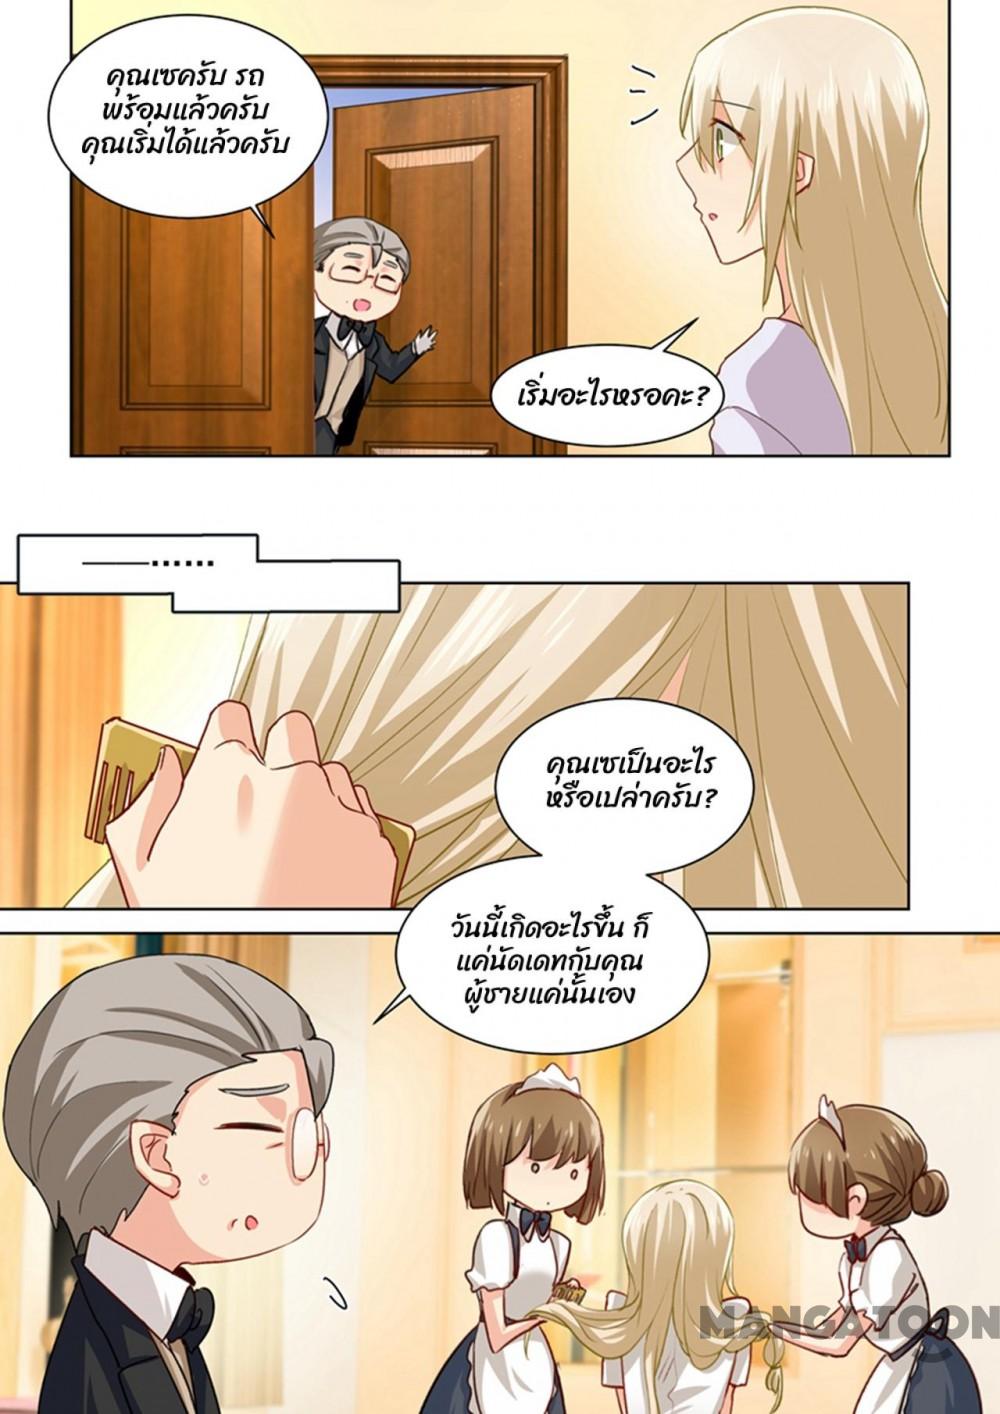 คุณเซครับ รถ
พร้อมแล้วครับ
คุณเริ่มได้แล้วครับ
เริ่มอะไรหรอคะ?
——······
คุณเซเป็นอะไร
หรือเปล่าครับ?
วันนี้เกิดอะไรขึ้น ก็
แค่นัดเดทกับคุณ
ผู้ชายแค่นั้นเอง
MANGATOON